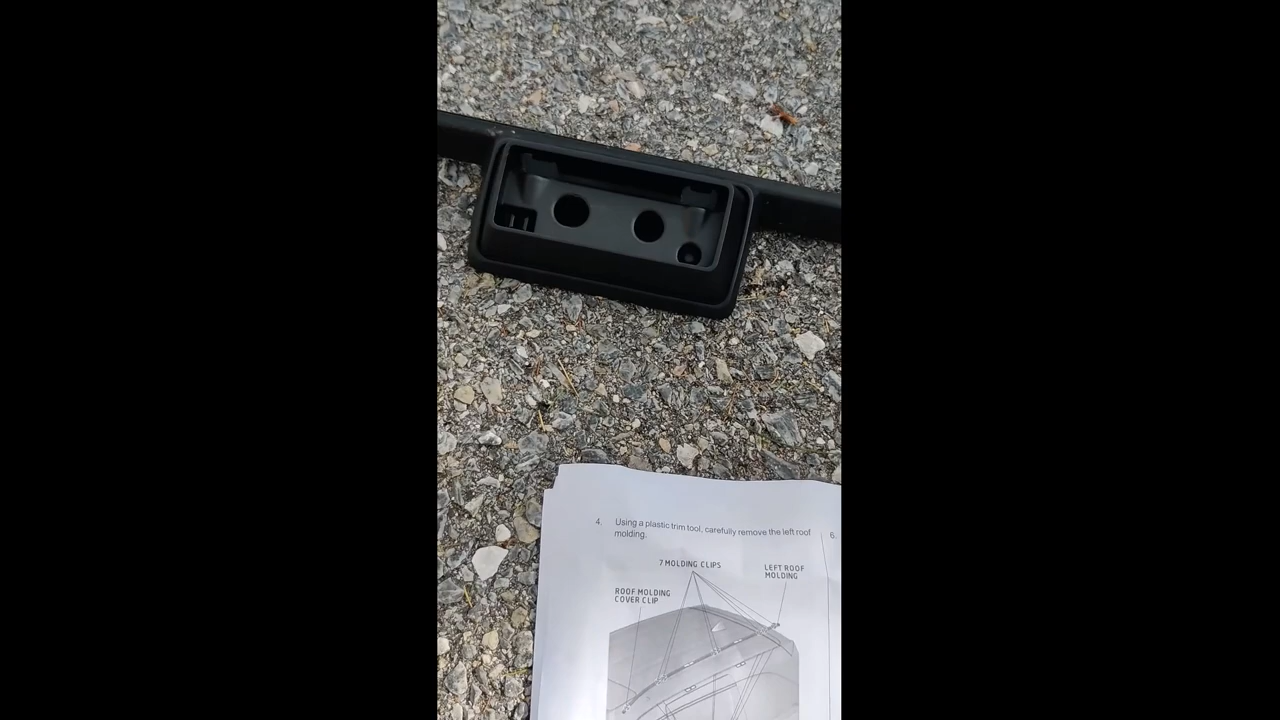 4. Using a plastic trim tool, carefully remove the left roof
molding.
6.
7 MOLDING CLIPS
LEFT ROOF
MOLDING
ROOF MOLDING
COVER CLIP